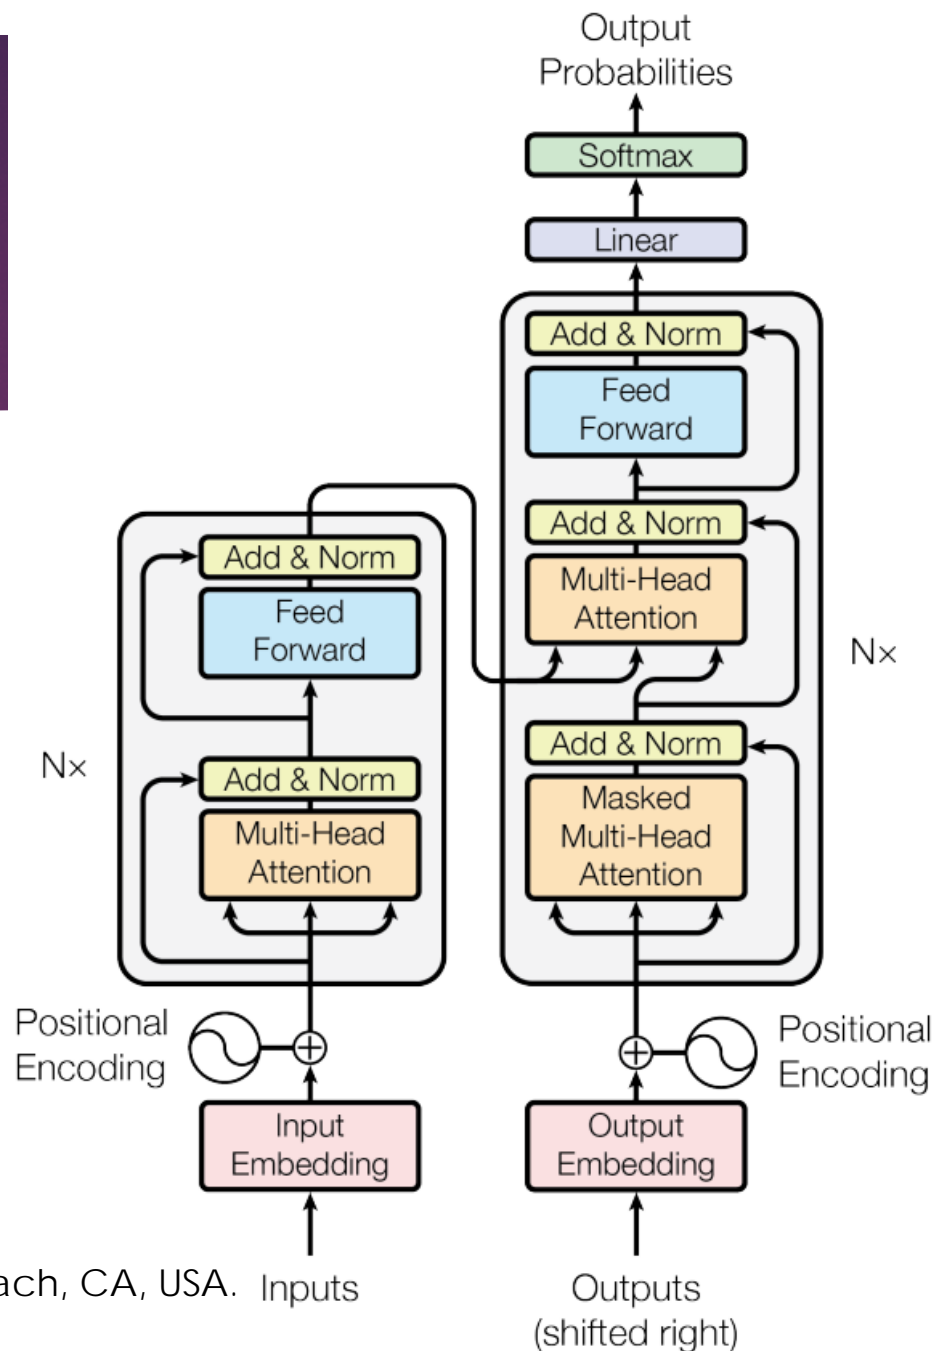 Output
Probabilities
Softmax
Linear
Add & Norm
Feed
Forward
Add & Norm
Multi-Head
Attention
Nx
Add & Norm
Masked
Multi-Head
Attention
Add & Norm
Feed
Forward
Nx
Add & Norm
Multi-Head
Attention
Positional
Encoding
Positional
Encoding
Input
Embedding
Output
Embedding
ach, CA, USA.
Inputs
Outputs
(shifted right)